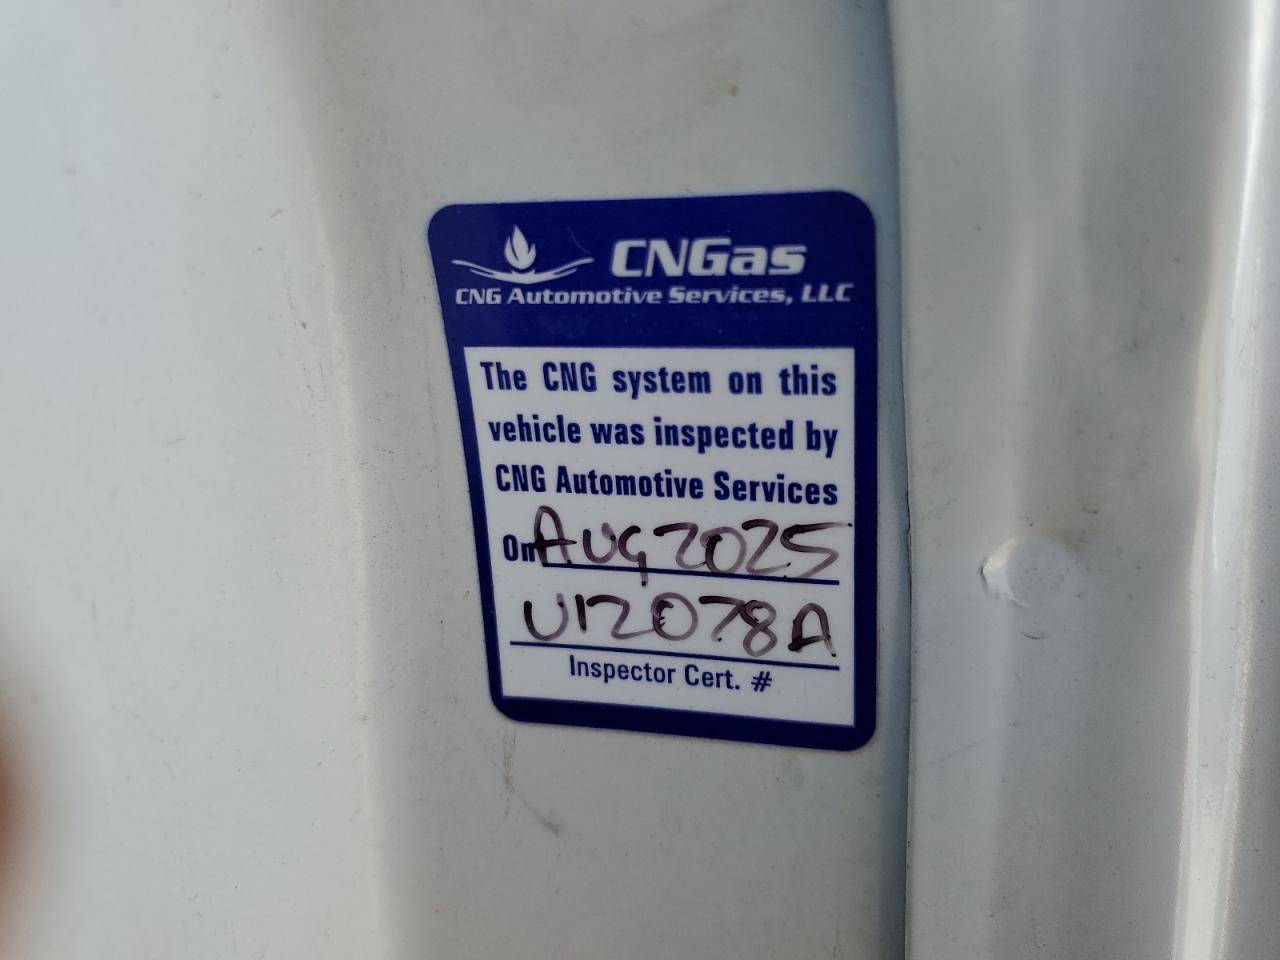 CNGas
CNG Automotive Services, LLC
The CNG system on this
vehicle was inspected by
CNG Automotive Services
On AUG 2025
U12078A
Inspector Cert. #